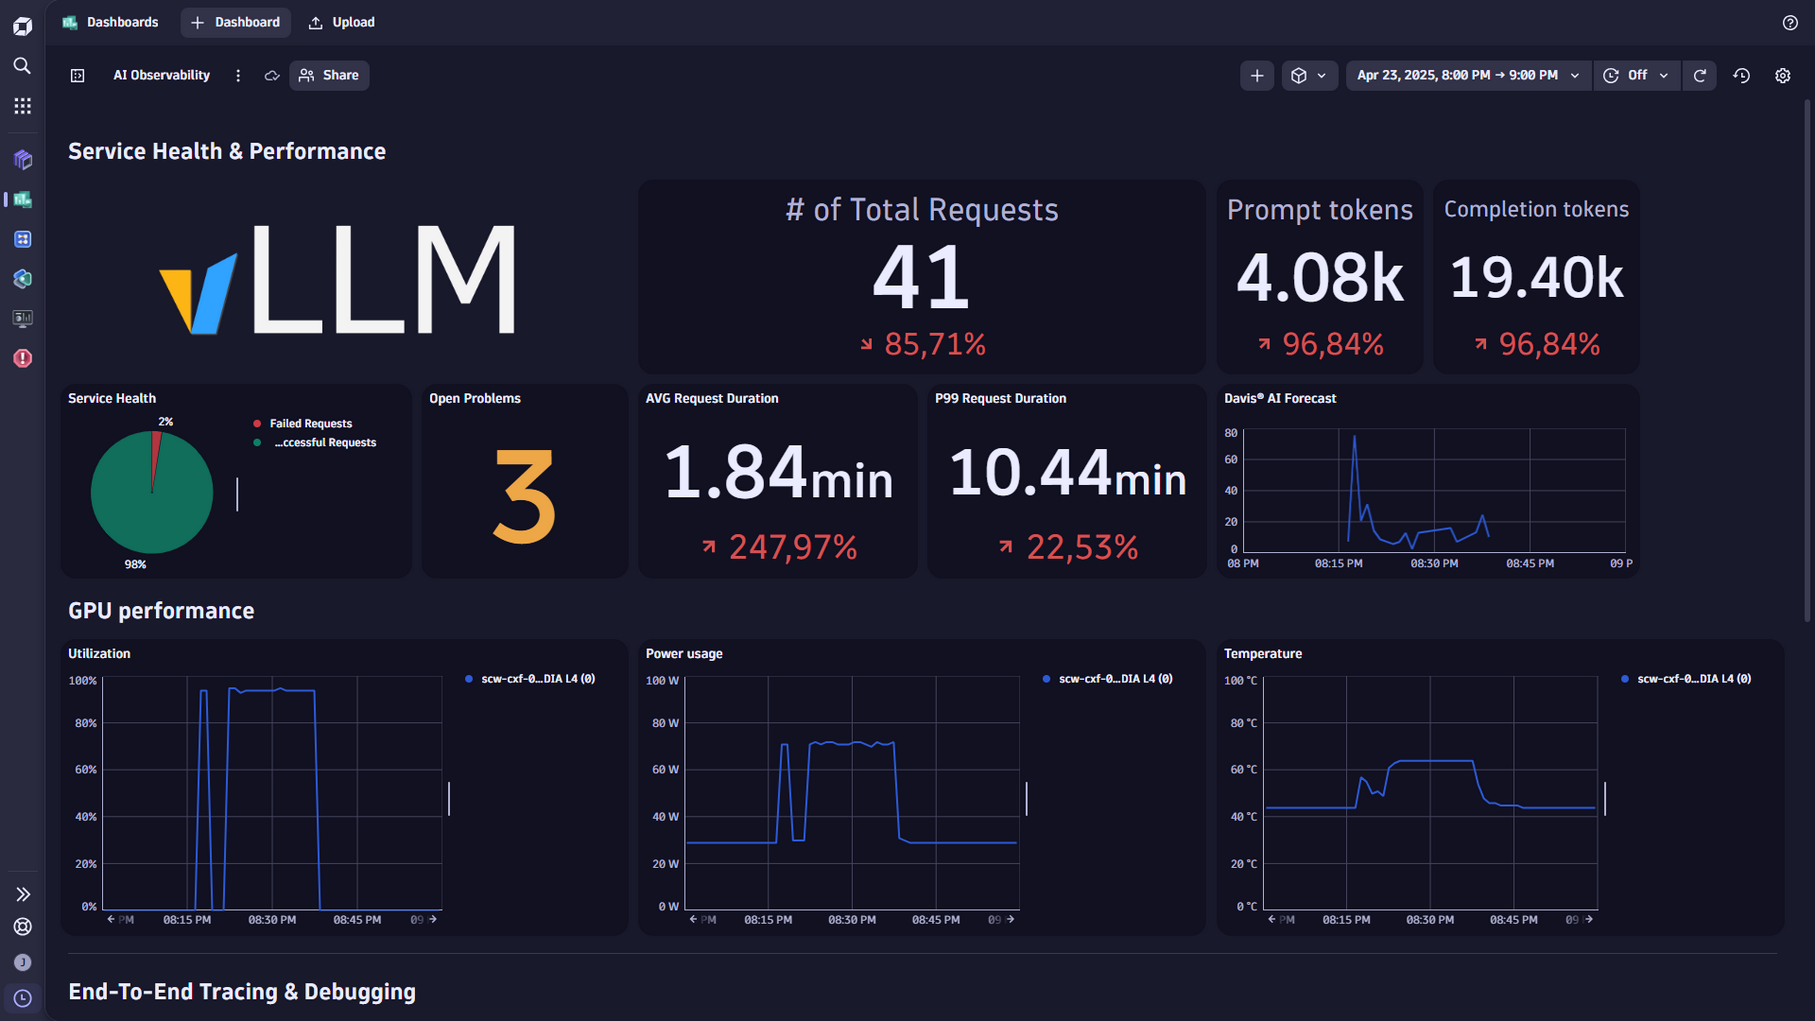 Dashboards
Dashboard
Upload
AI Observability
Share
Apr 23, 2025, 8:00 PM → 9:00 PM
Off
Service Health & Performance
LLM
# of Total Requests
41
85,71%
Prompt tokens
4.08k
96,84%
Completion tokens
19.40k
96,84%
Service Health
2%
98%
Failed Requests
...ccessful Requests
Open Problems
3
AVG Request Duration
1.84min
247,97%
P99 Request Duration
10.44min
22,53%
Davis® AI Forecast
80
60
40
20
0
08 PM 08:15 PM 08:30 PM 08:45 PM 09 P
GPU performance
Utilization
100%
80%
60%
40%
20%
0%
PM 08:15 PM 08:30 PM 08:45 PM 09
scw-cxf-0...DIA L4 (0)
Power usage
100 W
80 W
60 W
40 W
20 W
0 W
PM 08:15 PM 08:30 PM 08:45 PM 09
scw-cxf-0...DIA L4 (0)
Temperature
100 °C
80 °C
60 °C
40 °C
20 °C
0 °C
PM 08:15 PM 08:30 PM 08:45 PM 09
scw-cxf-0...DIA L4 (0)
J
End-To-End Tracing & Debugging